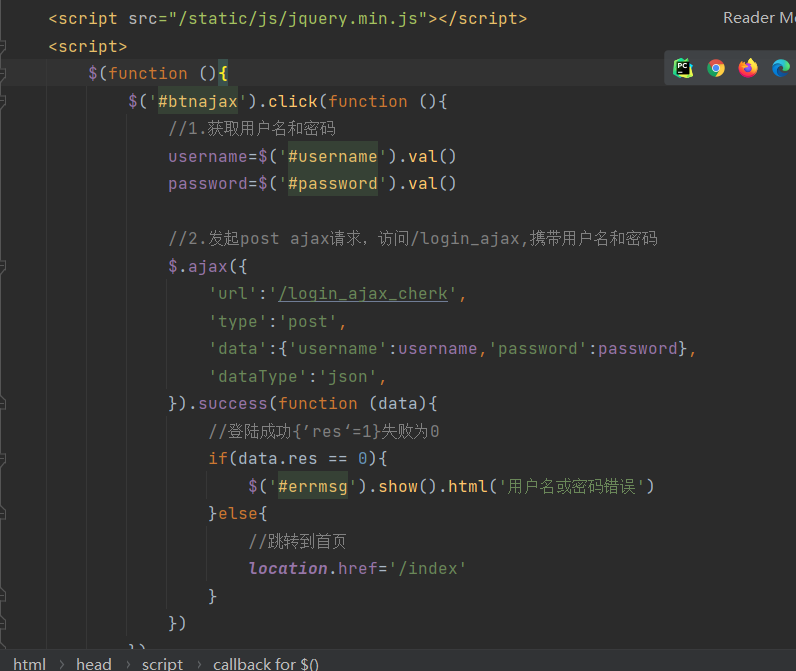 <script src="/static/js/jquery.min.js"></script>
Reader Mo
<script>
$(function (){
$('#btnajax').click(function (){
//1.获取用户名和密码
username=$('#username').val()
password=$('#password').val()
//2.发起post ajax请求，访问/login_ajax,携带用户名和密码
$.ajax({
'url':'/login_ajax_cherk',
'type':'post',
'data':{'username':username,'password':password},
'dataType':'json',
}).success(function (data){
//登陆成功{’res‘=1}失败为0
if(data.res == 0){
$('#errmsg').show().html('用户名或密码错误')
}else{
//跳转到首页
location.href='/index'
}
})
})
html › head › script › callback for $()